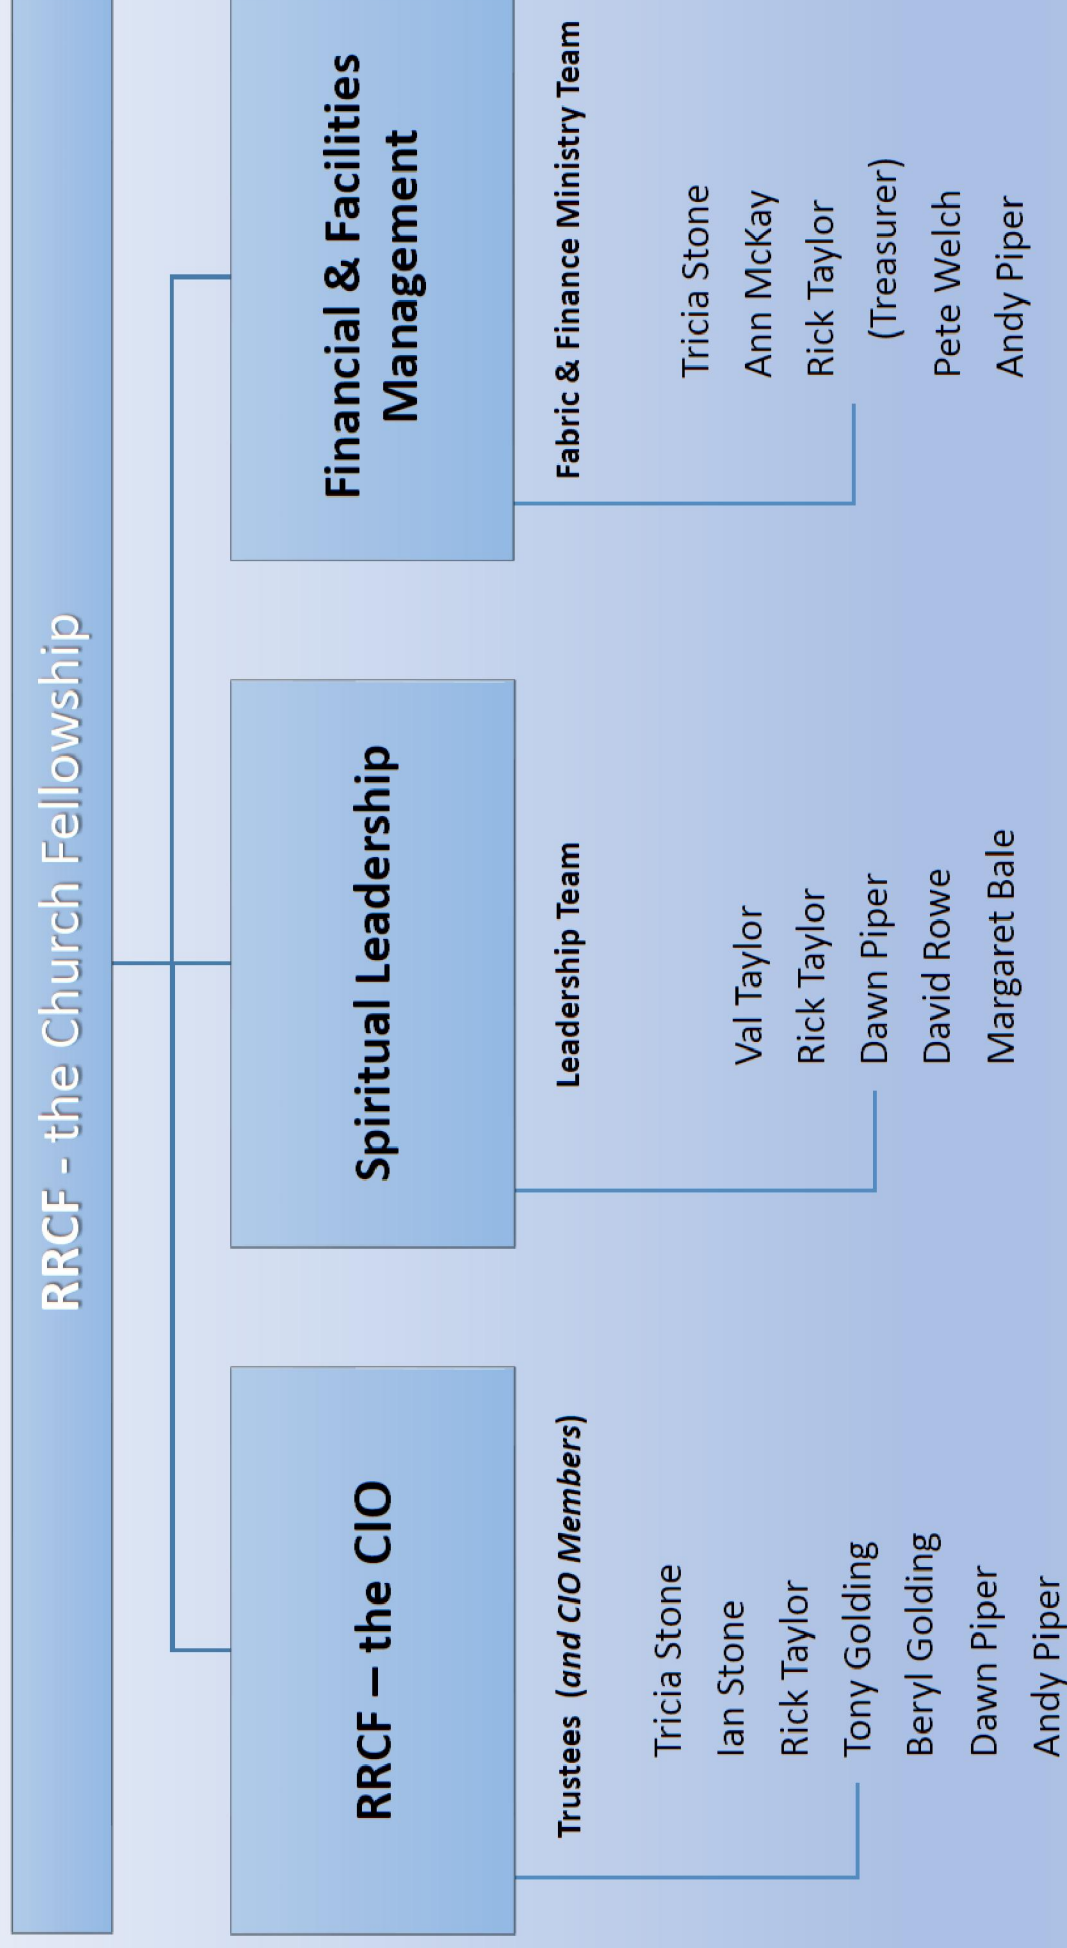 RRCF - the Church Fellowship
RRCF – the CIO
Trustees (and CIO Members)
Tricia Stone
Ian Stone
Rick Taylor
Tony Golding
Beryl Golding
Dawn Piper
Andy Piper
Spiritual Leadership
Leadership Team
Val Taylor
Rick Taylor
Dawn Piper
David Rowe
Margaret Bale
Financial & Facilities
Management
Fabric & Finance Ministry Team
Tricia Stone
Ann McKay
Rick Taylor
(Treasurer)
Pete Welch
Andy Piper